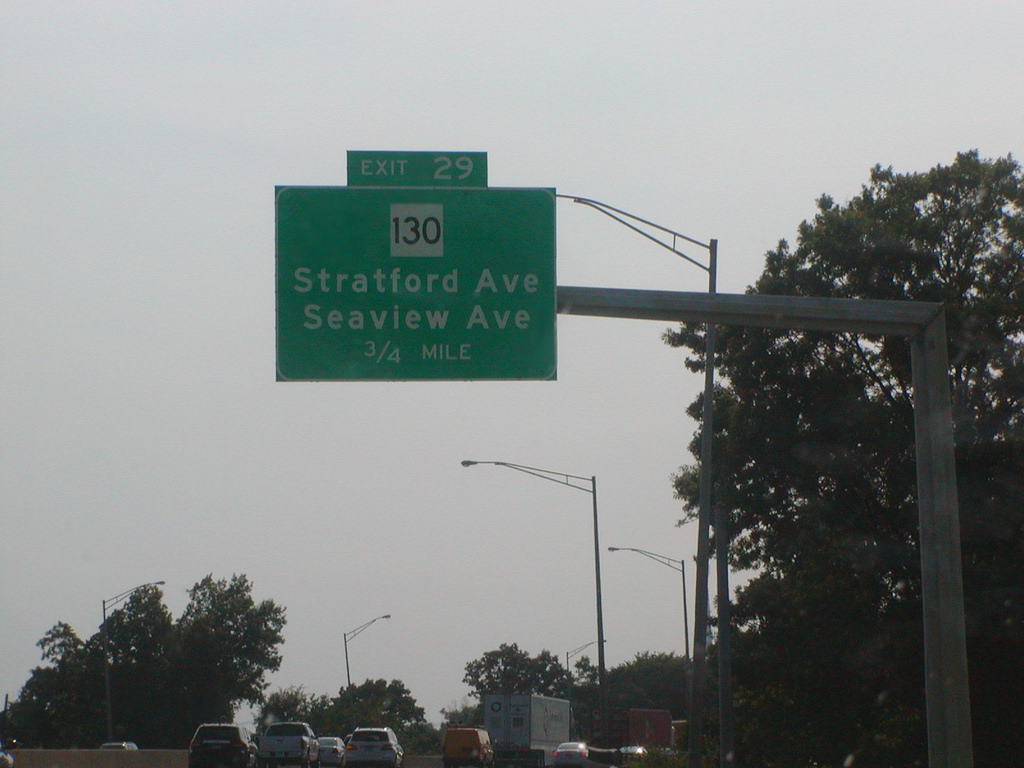 EXIT 29
130
Stratford Ave
Seaview Ave
3/4 MILE